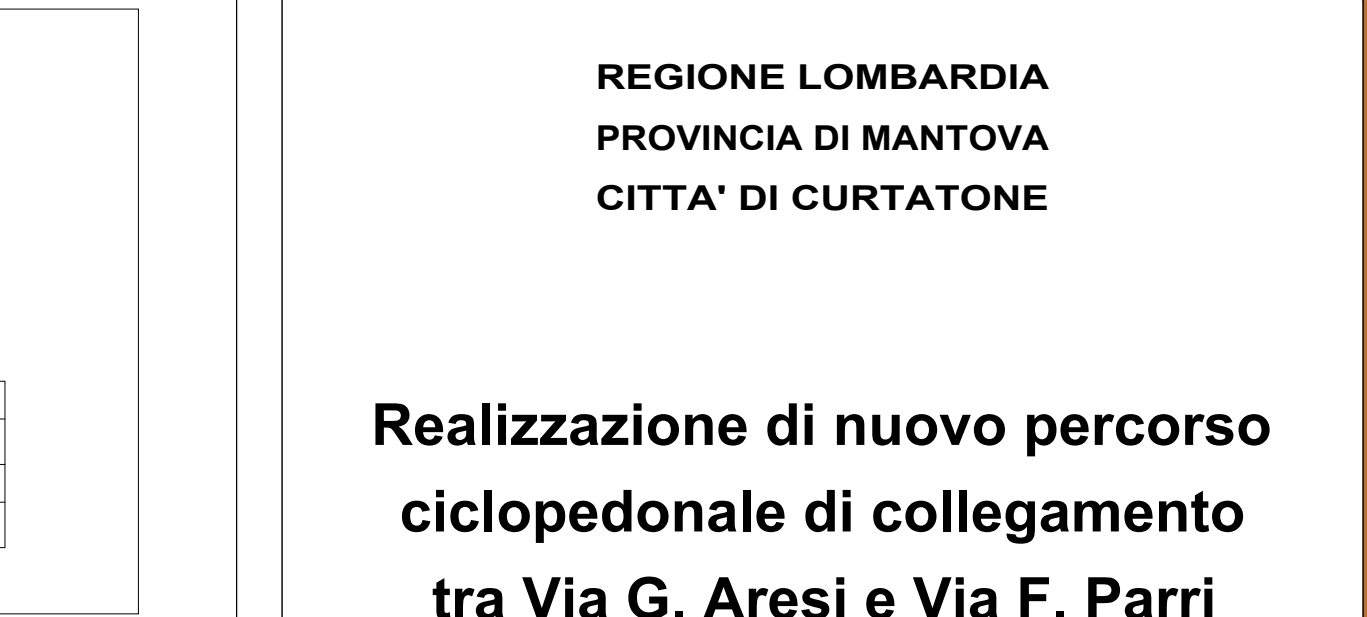 REGIONE LOMBARDIA
PROVINCIA DI MANTOVA
CITTA' DI CURTATONE
Realizzazione di nuovo percorso
ciclopedonale di collegamento
tra Via G. Aresi e Via F. Parri